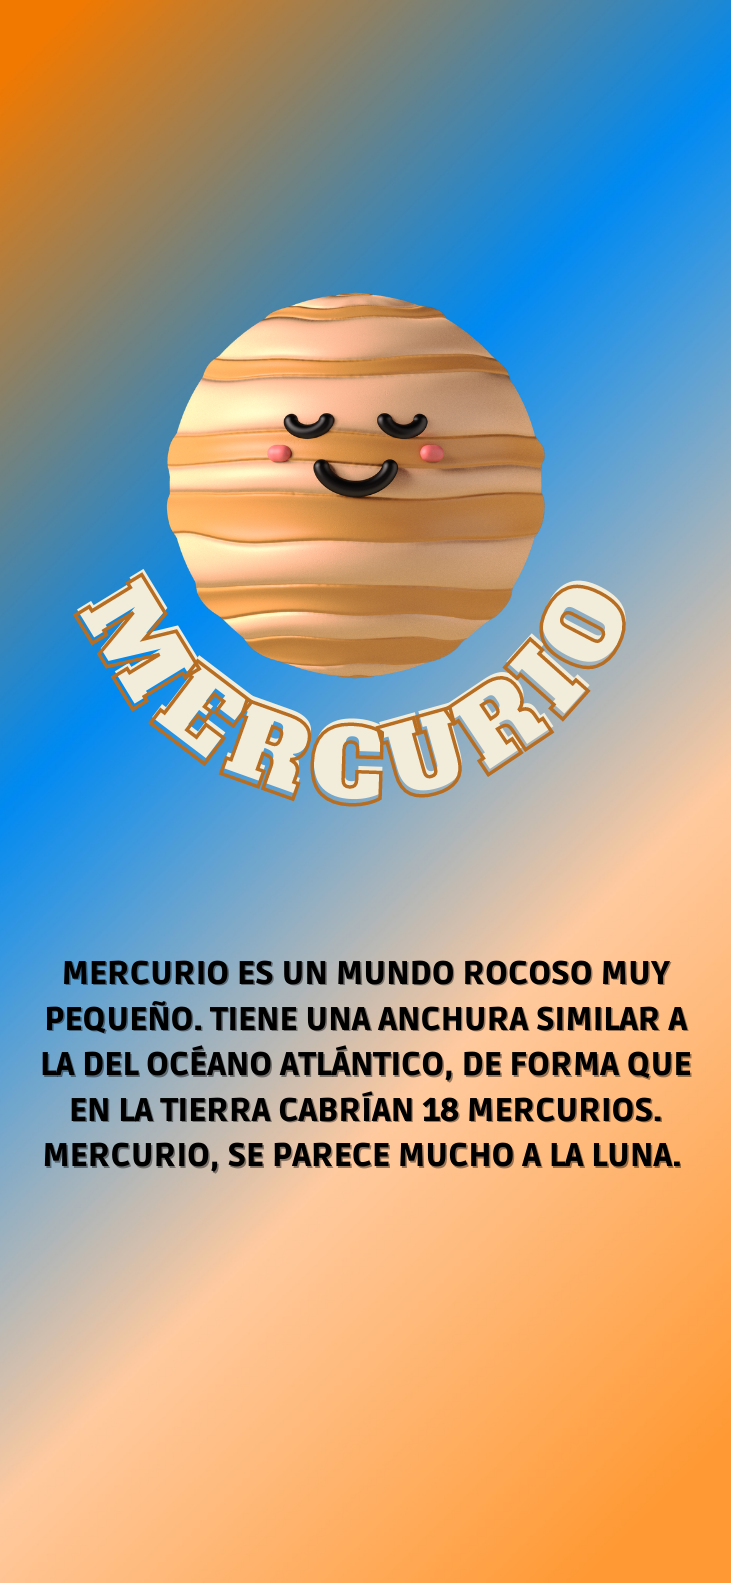 MERCURIO
MERCURIO ES UN MUNDO ROCOSO MUY
PEQUEÑO. TIENE UNA ANCHURA SIMILAR A
LA DEL OCÉANO ATLÁNTICO, DE FORMA QUE
EN LA TIERRA CABRÍAN 18 MERCURIOS.
MERCURIO, SE PARECE MUCHO A LA LUNA.